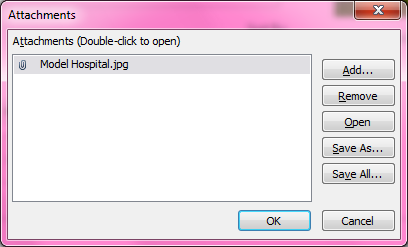 Attachments
Attachments (Double-click to open)
Model Hospital.jpg
Add...
Remove
Open
Save As...
Save All...
OK
Cancel